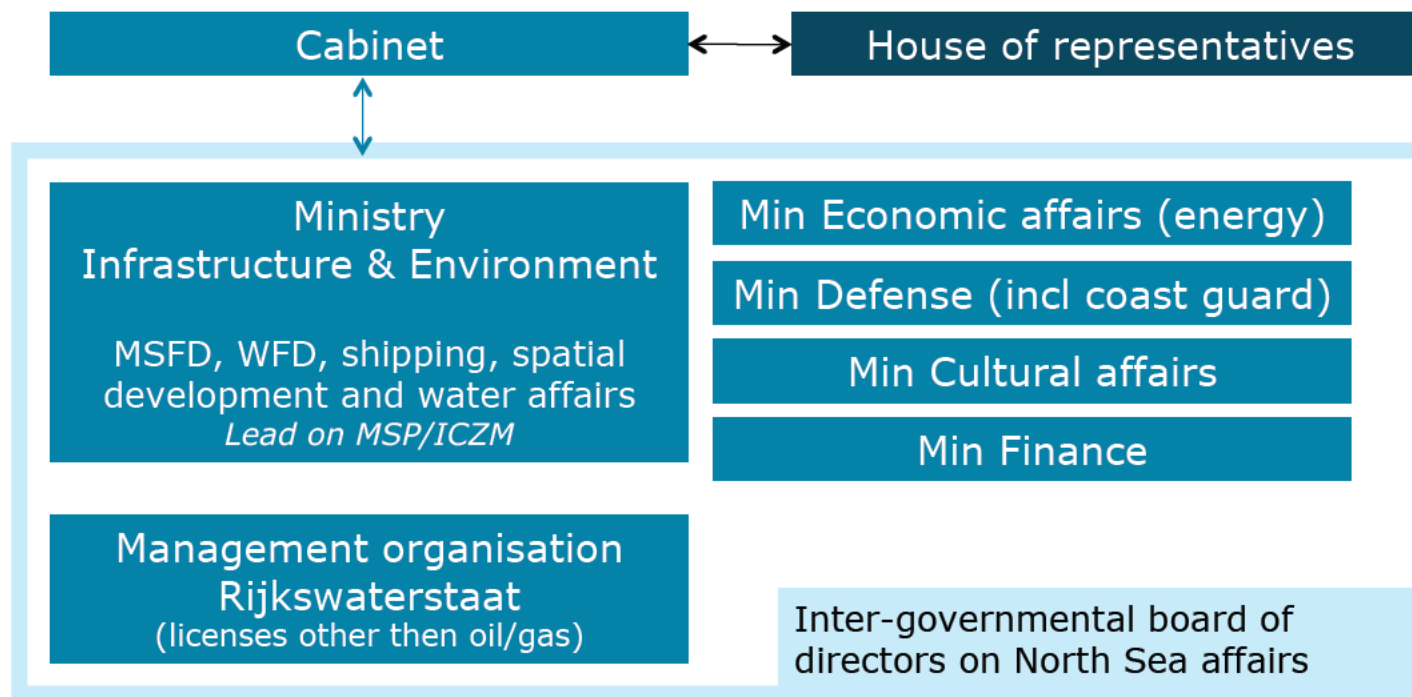 Cabinet
House of representatives
Ministry
Infrastructure & Environment
MSFD, WFD, shipping, spatial
development and water affairs
Lead on MSP/ICZM
Min Economic affairs (energy)
Min Defense (incl coast guard)
Min Cultural affairs
Min Finance
Management organisation
Rijkswaterstaat
(licenses other then oil/gas)
Inter-governmental board of
directors on North Sea affairs